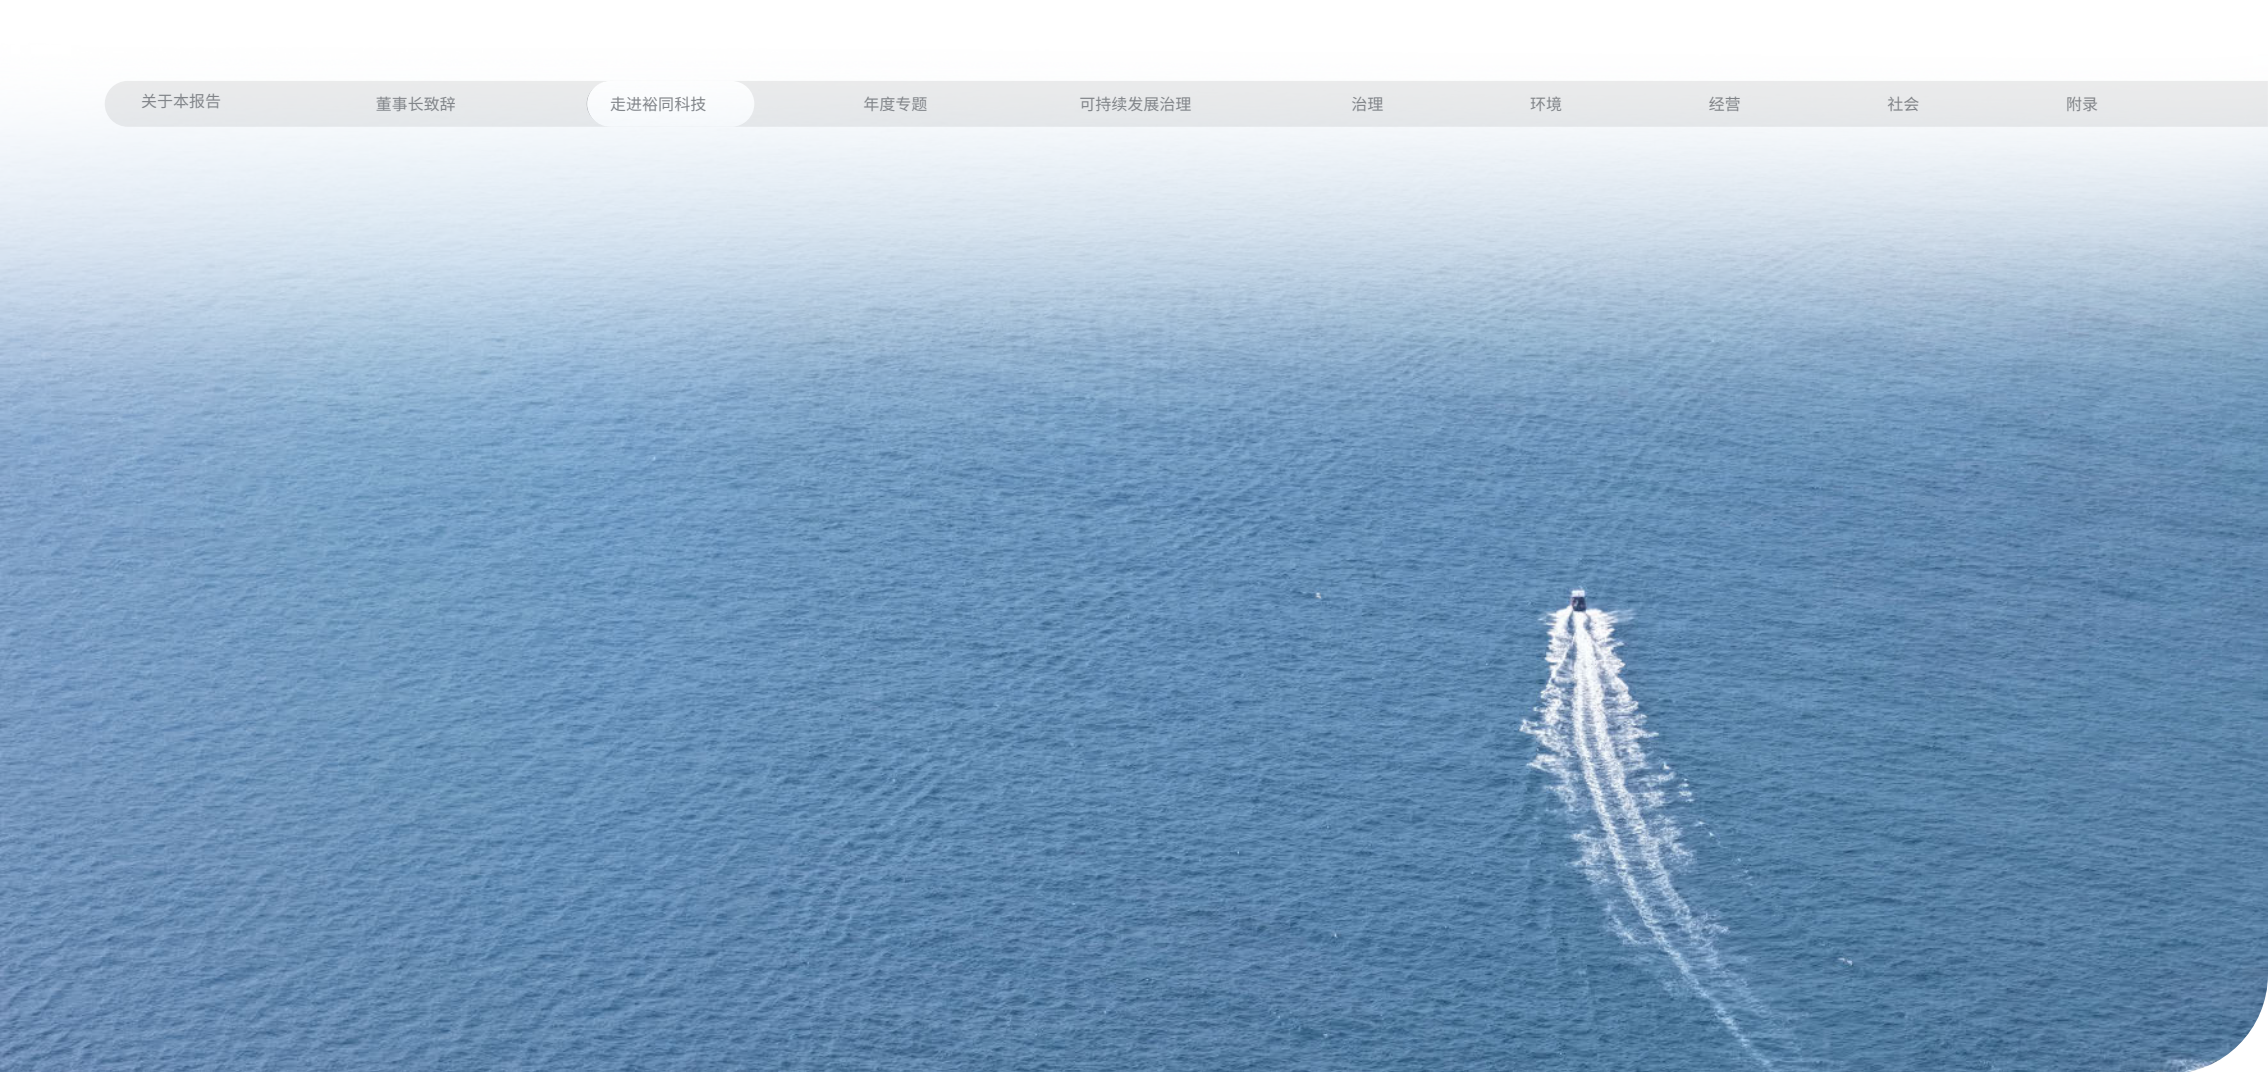 关于本报告
董事长致辞
走进裕同科技
年度专题
可持续发展治理
治理
环境
经营
社会
附录